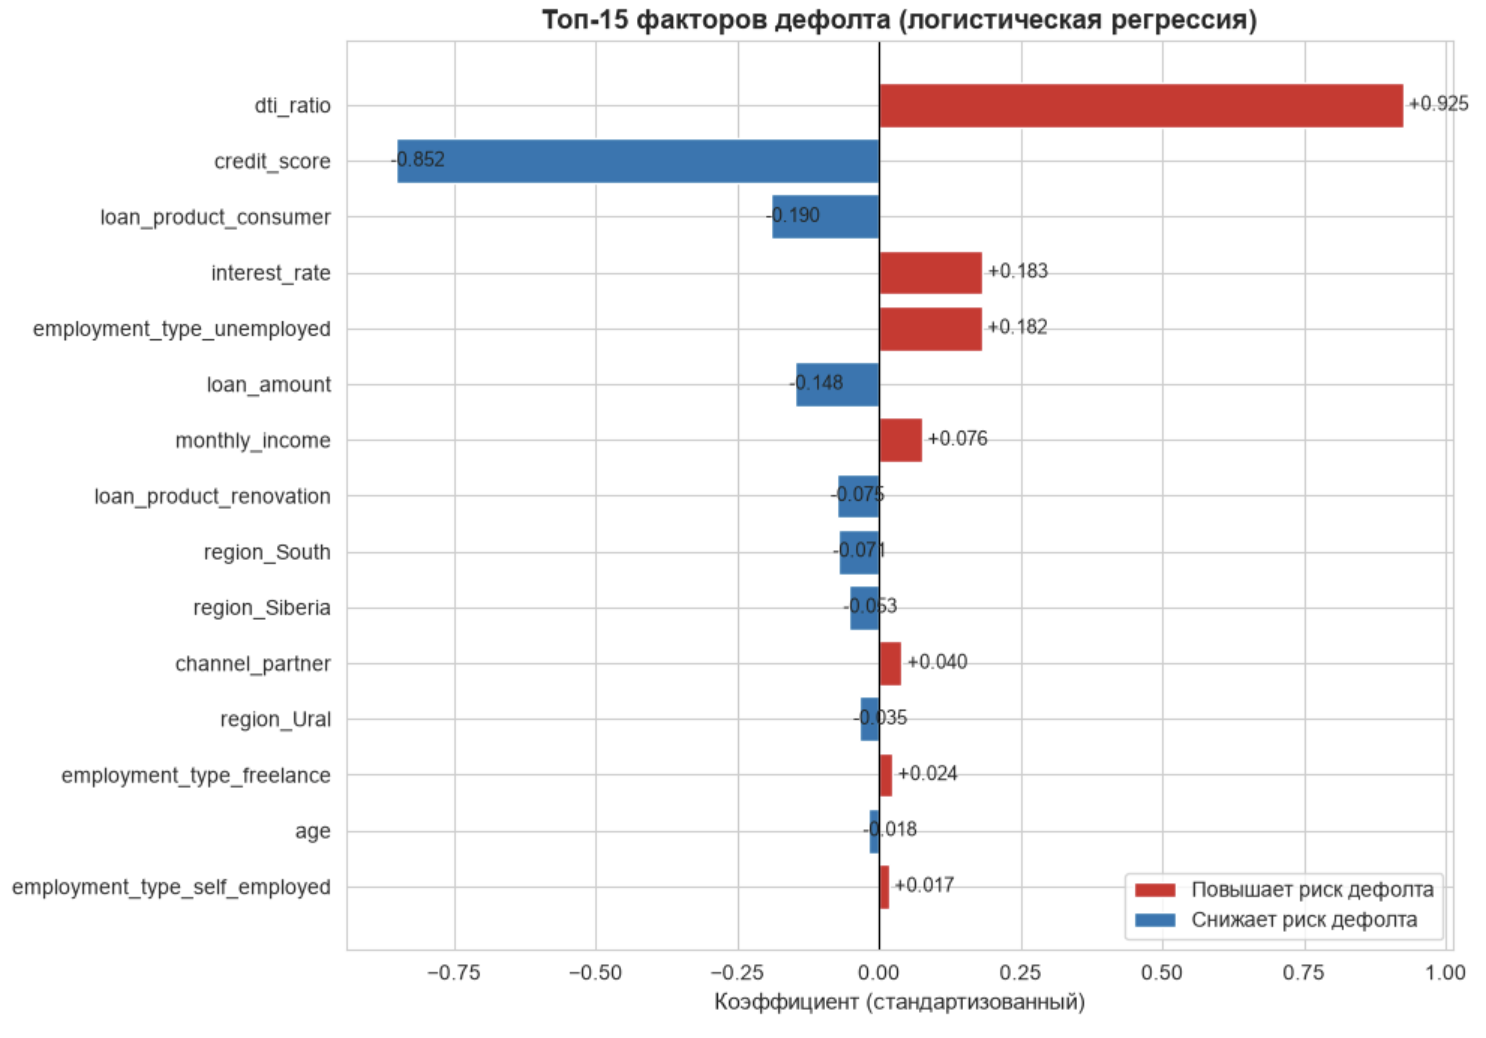 Топ-15 факторов дефолта (логистическая регрессия)
dti_ratio +0.925
credit_score -0.852
loan_product_consumer -0.190
interest_rate +0.183
employment_type_unemployed +0.182
loan_amount -0.148
monthly_income +0.076
loan_product_renovation -0.075
region_South -0.071
region_Siberia -0.053
channel_partner +0.040
region_Ural -0.035
employment_type_freelance +0.024
age -0.018
employment_type_self_employed +0.017
Повышает риск дефолта
Снижает риск дефолта
−0.75 −0.50 −0.25 0.00 0.25 0.50 0.75 1.00
Коэффициент (стандартизованный)